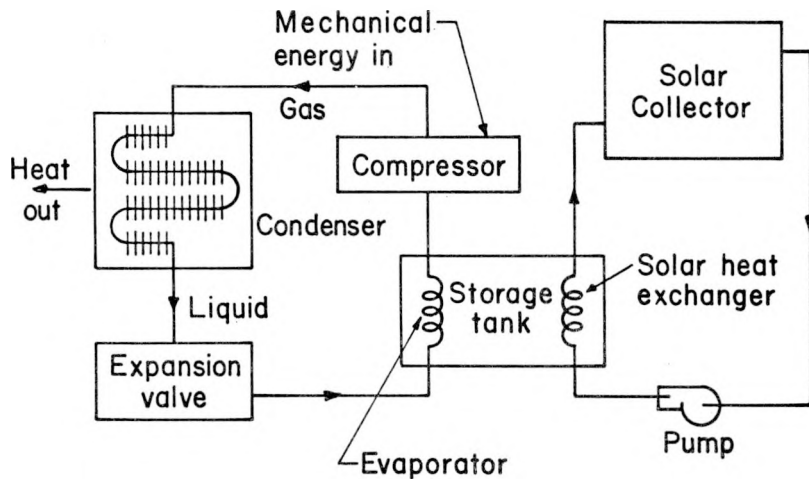 Mechanical
energy in
Gas
Solar
Collector
Compressor
Heat
out
Condenser
Storage
tank
Solar heat
exchanger
Liquid
Expansion
valve
Pump
Evaporator